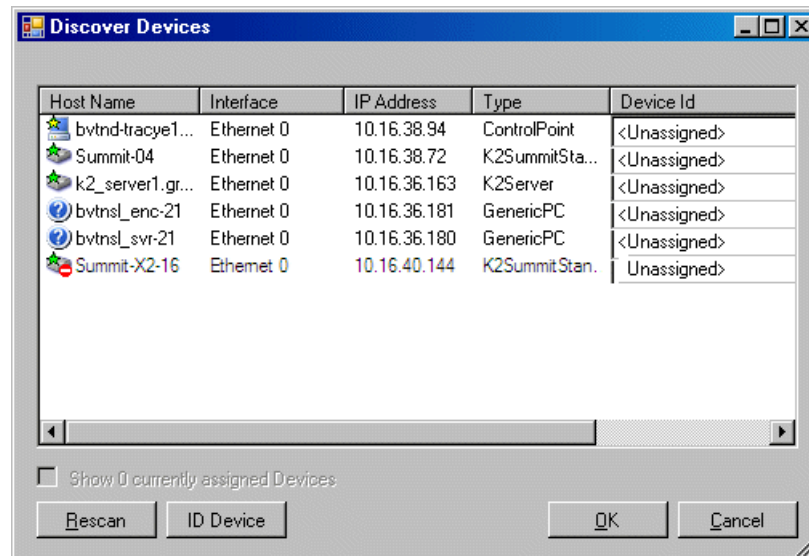 Discover Devices
Host Name Interface IP Address Type Device Id
bvtnd-tracye1... Ethernet 0 10.16.38.94 ControlPoint <Unassigned>
Summit-04 Ethernet 0 10.16.38.72 K2SummitSta... <Unassigned>
k2_server1.gr... Ethernet 0 10.16.36.163 K2Server <Unassigned>
bvtnsl_enc-21 Ethernet 0 10.16.36.181 GenericPC <Unassigned>
bvtnsl_svr-21 Ethernet 0 10.16.36.180 GenericPC <Unassigned>
Summit-X2-16 Ethernet 0 10.16.40.144 K2SummitStan. Unassigned>
Show 0 currently assigned Devices
Rescan ID Device OK Cancel